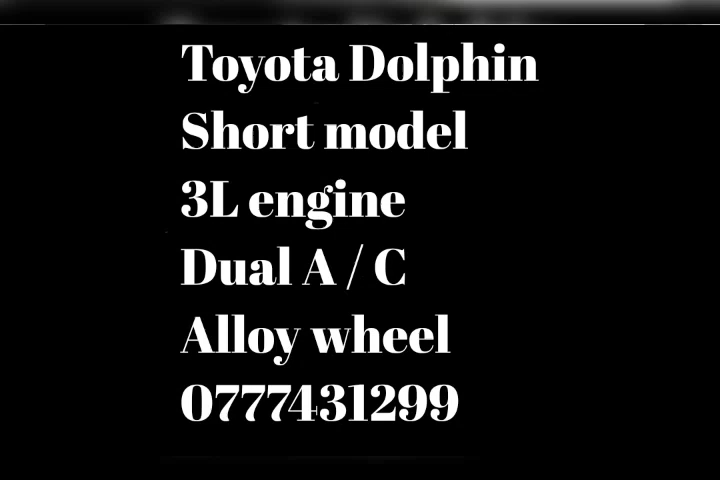 Toyota Dolphin
Short model
3L engine
Dual A / C
Alloy wheel
0777431299